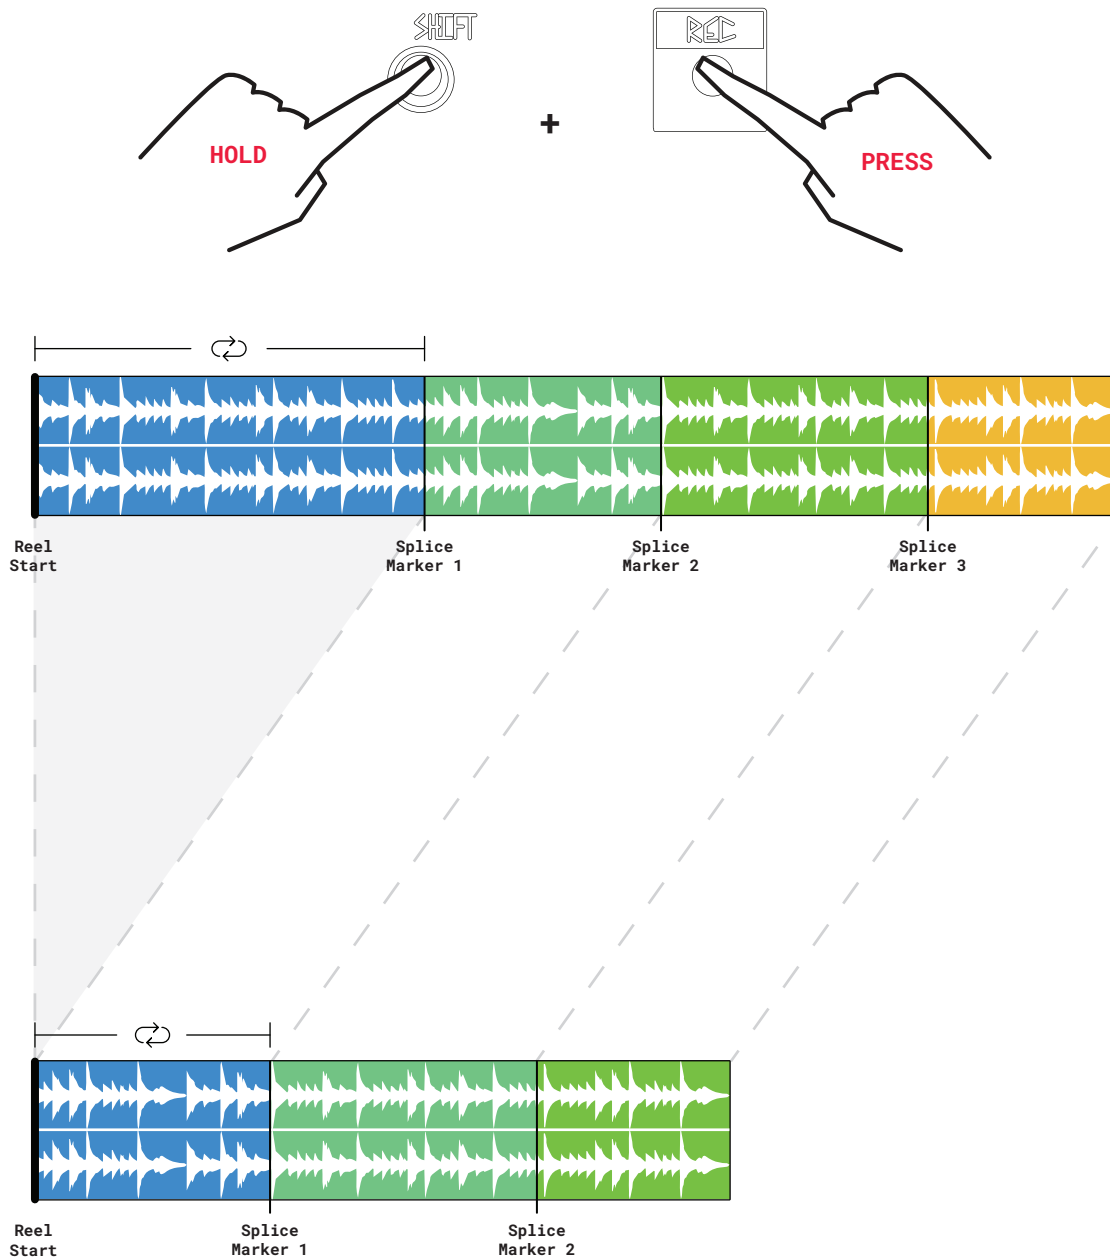 SHIFT
REC
HOLD
+
PRESS
Reel
Start
Splice
Marker 1
Splice
Marker 2
Splice
Marker 3
Reel
Start
Splice
Marker 1
Splice
Marker 2